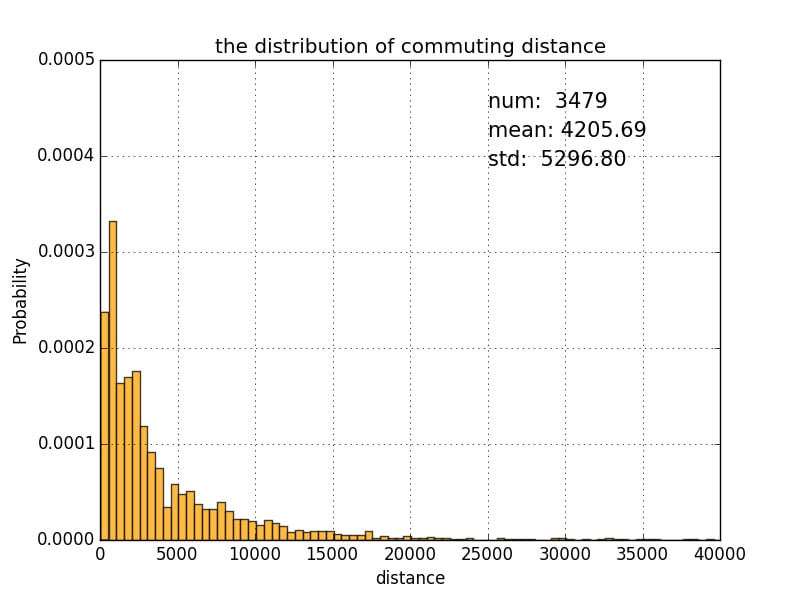 the distribution of commuting distance
num: 3479
mean: 4205.69
std: 5296.80
0.0005
0.0004
0.0003
0.0002
0.0001
0.0000
Probability
0 5000 10000 15000 20000 25000 30000 35000 40000
distance